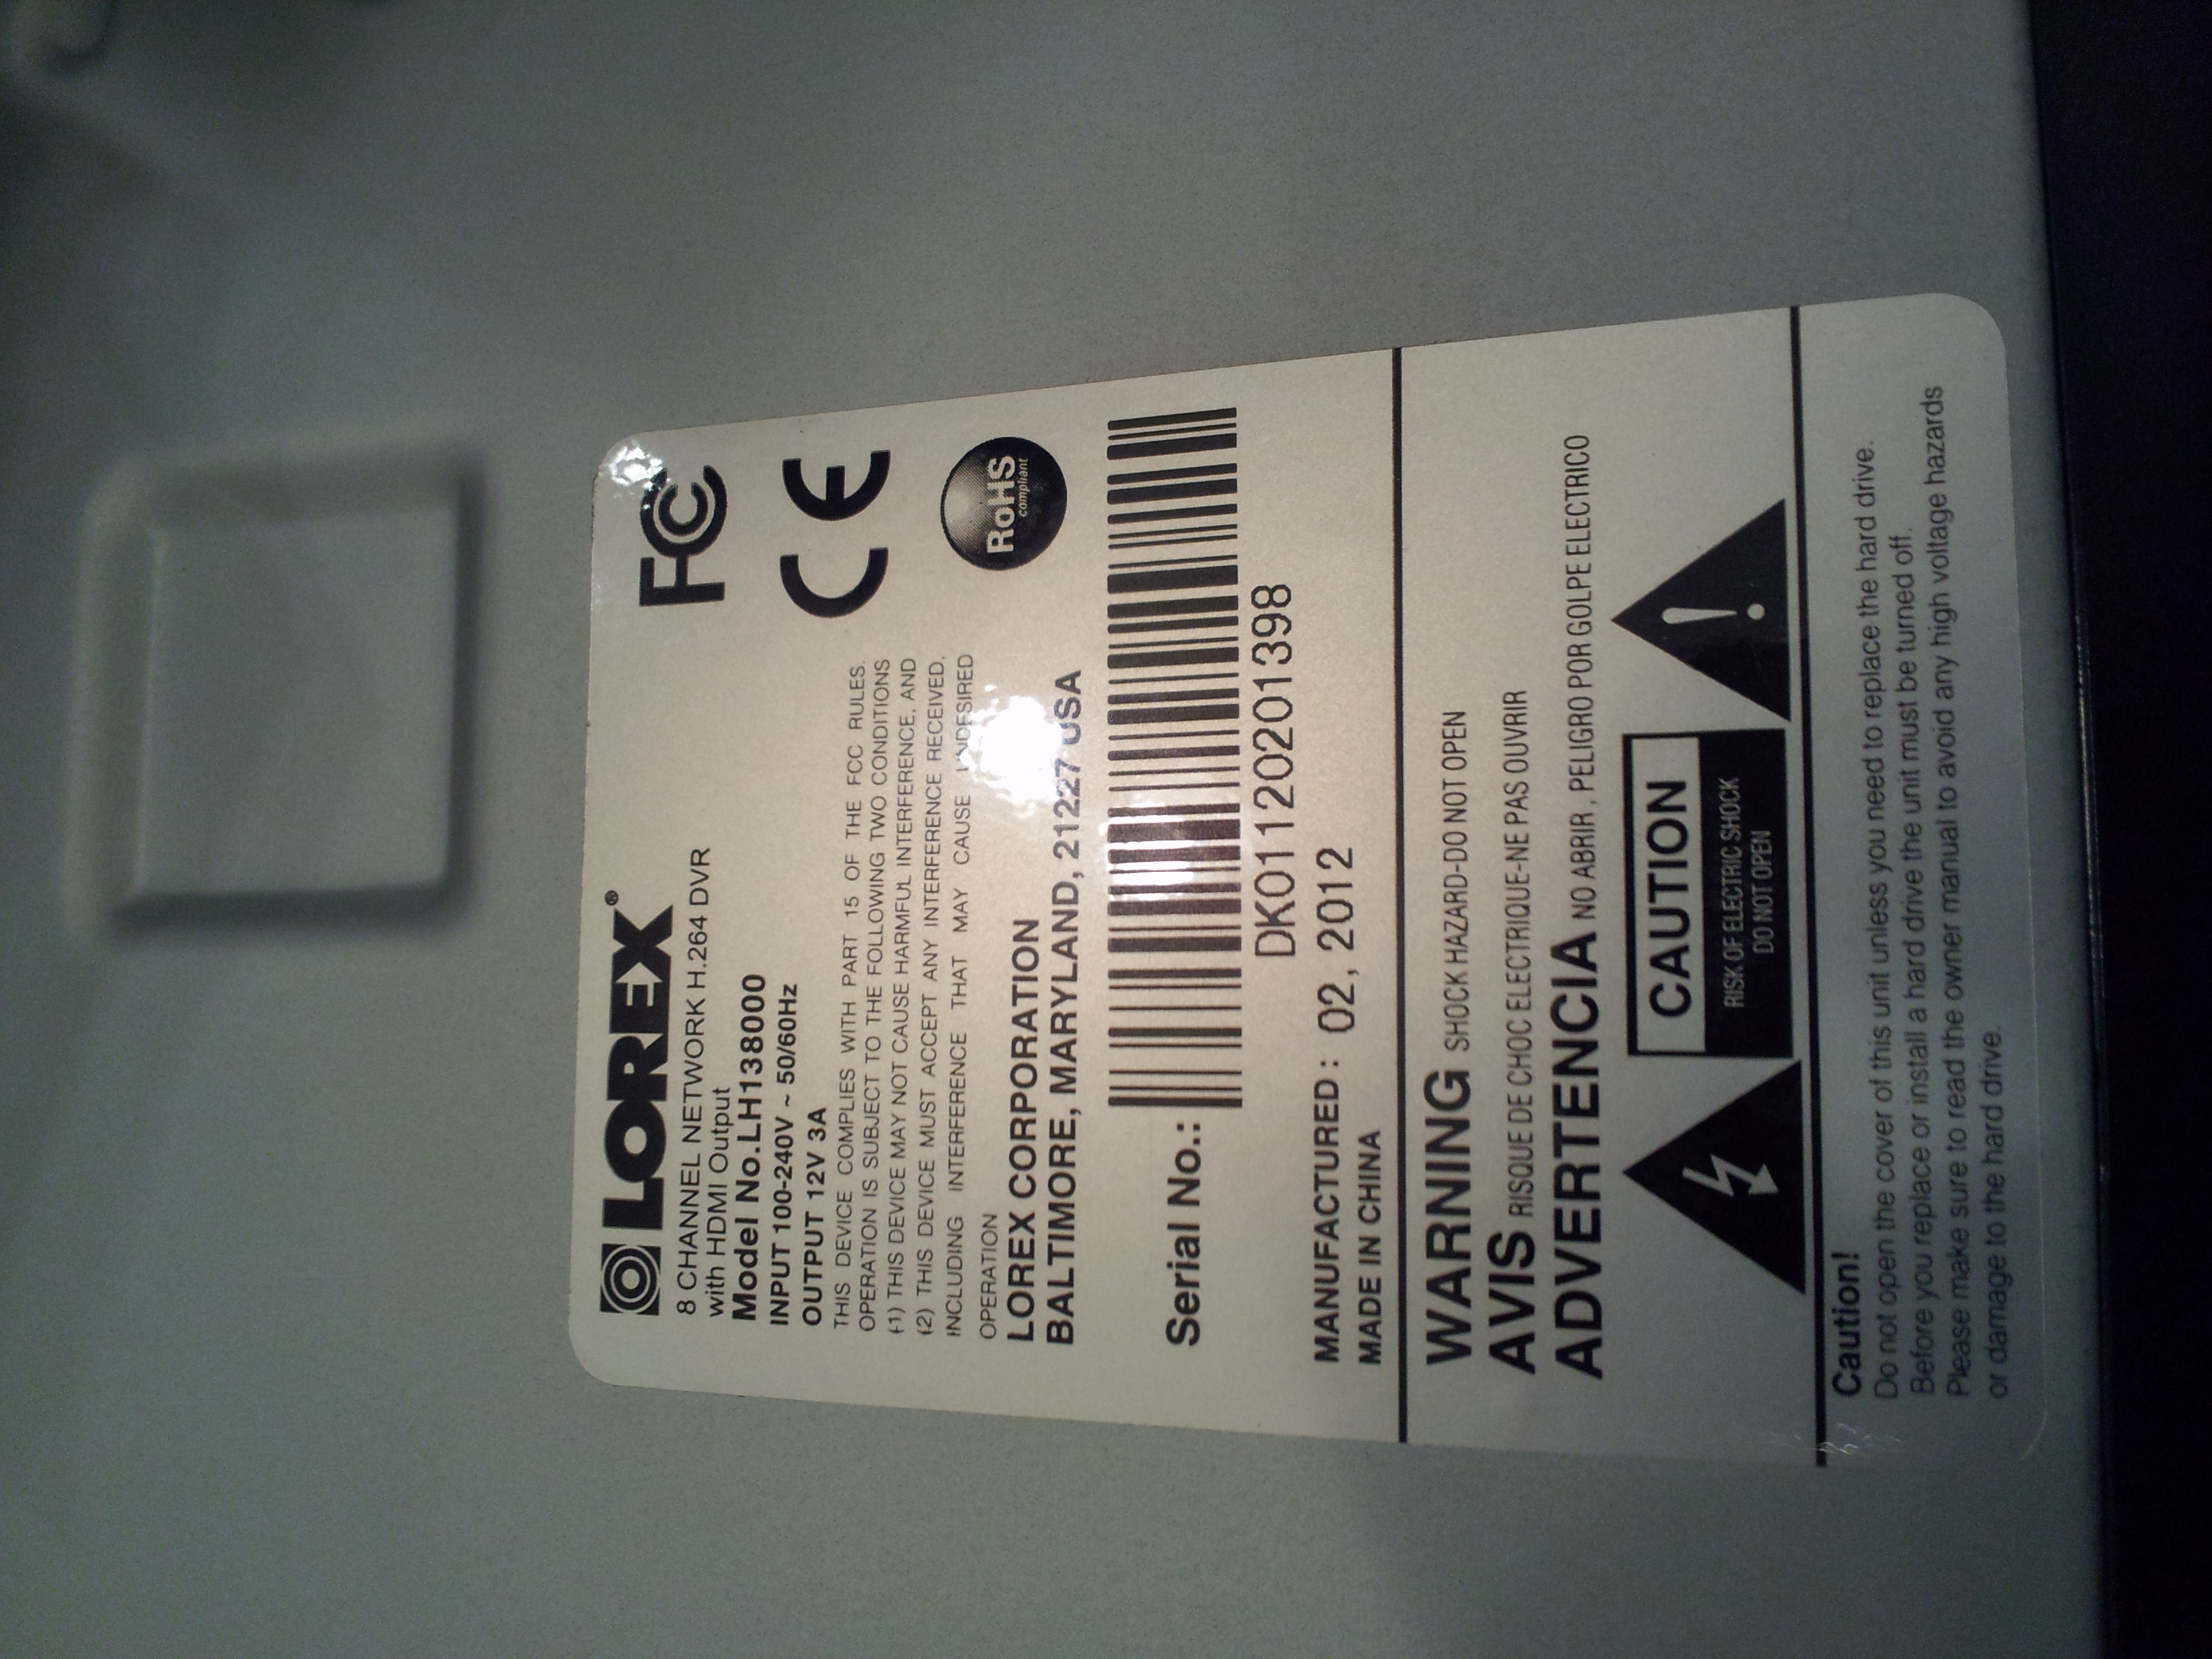 LOREX®
8 CHANNEL NETWORK H.264 DVR
with HDMI Output
Model No.LH138000
INPUT 100-240V ~ 50/60Hz
OUTPUT 12V 3A
THIS DEVICE COMPLIES WITH PART 15 OF THE FCC RULES.
OPERATION IS SUBJECT TO THE FOLLOWING TWO CONDITIONS
(1) THIS DEVICE MAY NOT CAUSE HARMFUL INTERFERENCE, AND
(2) THIS DEVICE MUST ACCEPT ANY INTERFERENCE RECEIVED,
INCLUDING INTERFERENCE THAT MAY CAUSE UNDESIRED
OPERATION
FC
CE
RoHS
compliant
LOREX CORPORATION
BALTIMORE, MARYLAND, 21227 USA
Serial No.:
DK01120201398
MANUFACTURED: 02, 2012
MADE IN CHINA
WARNING SHOCK HAZARD-DO NOT OPEN
AVIS RISQUE DE CHOC ELECTRIQUE-NE PAS OUVRIR
ADVERTENCIA NO ABRIR, PELIGRO POR GOLPE ELECTRICO
CAUTION
RISK OF ELECTRIC SHOCK
DO NOT OPEN
Caution!
Do not open the cover of this unit unless you need to replace the hard drive.
Before you replace or install a hard drive the unit must be turned off.
Please make sure to read the owner manual to avoid any high voltage hazards
or damage to the hard drive.